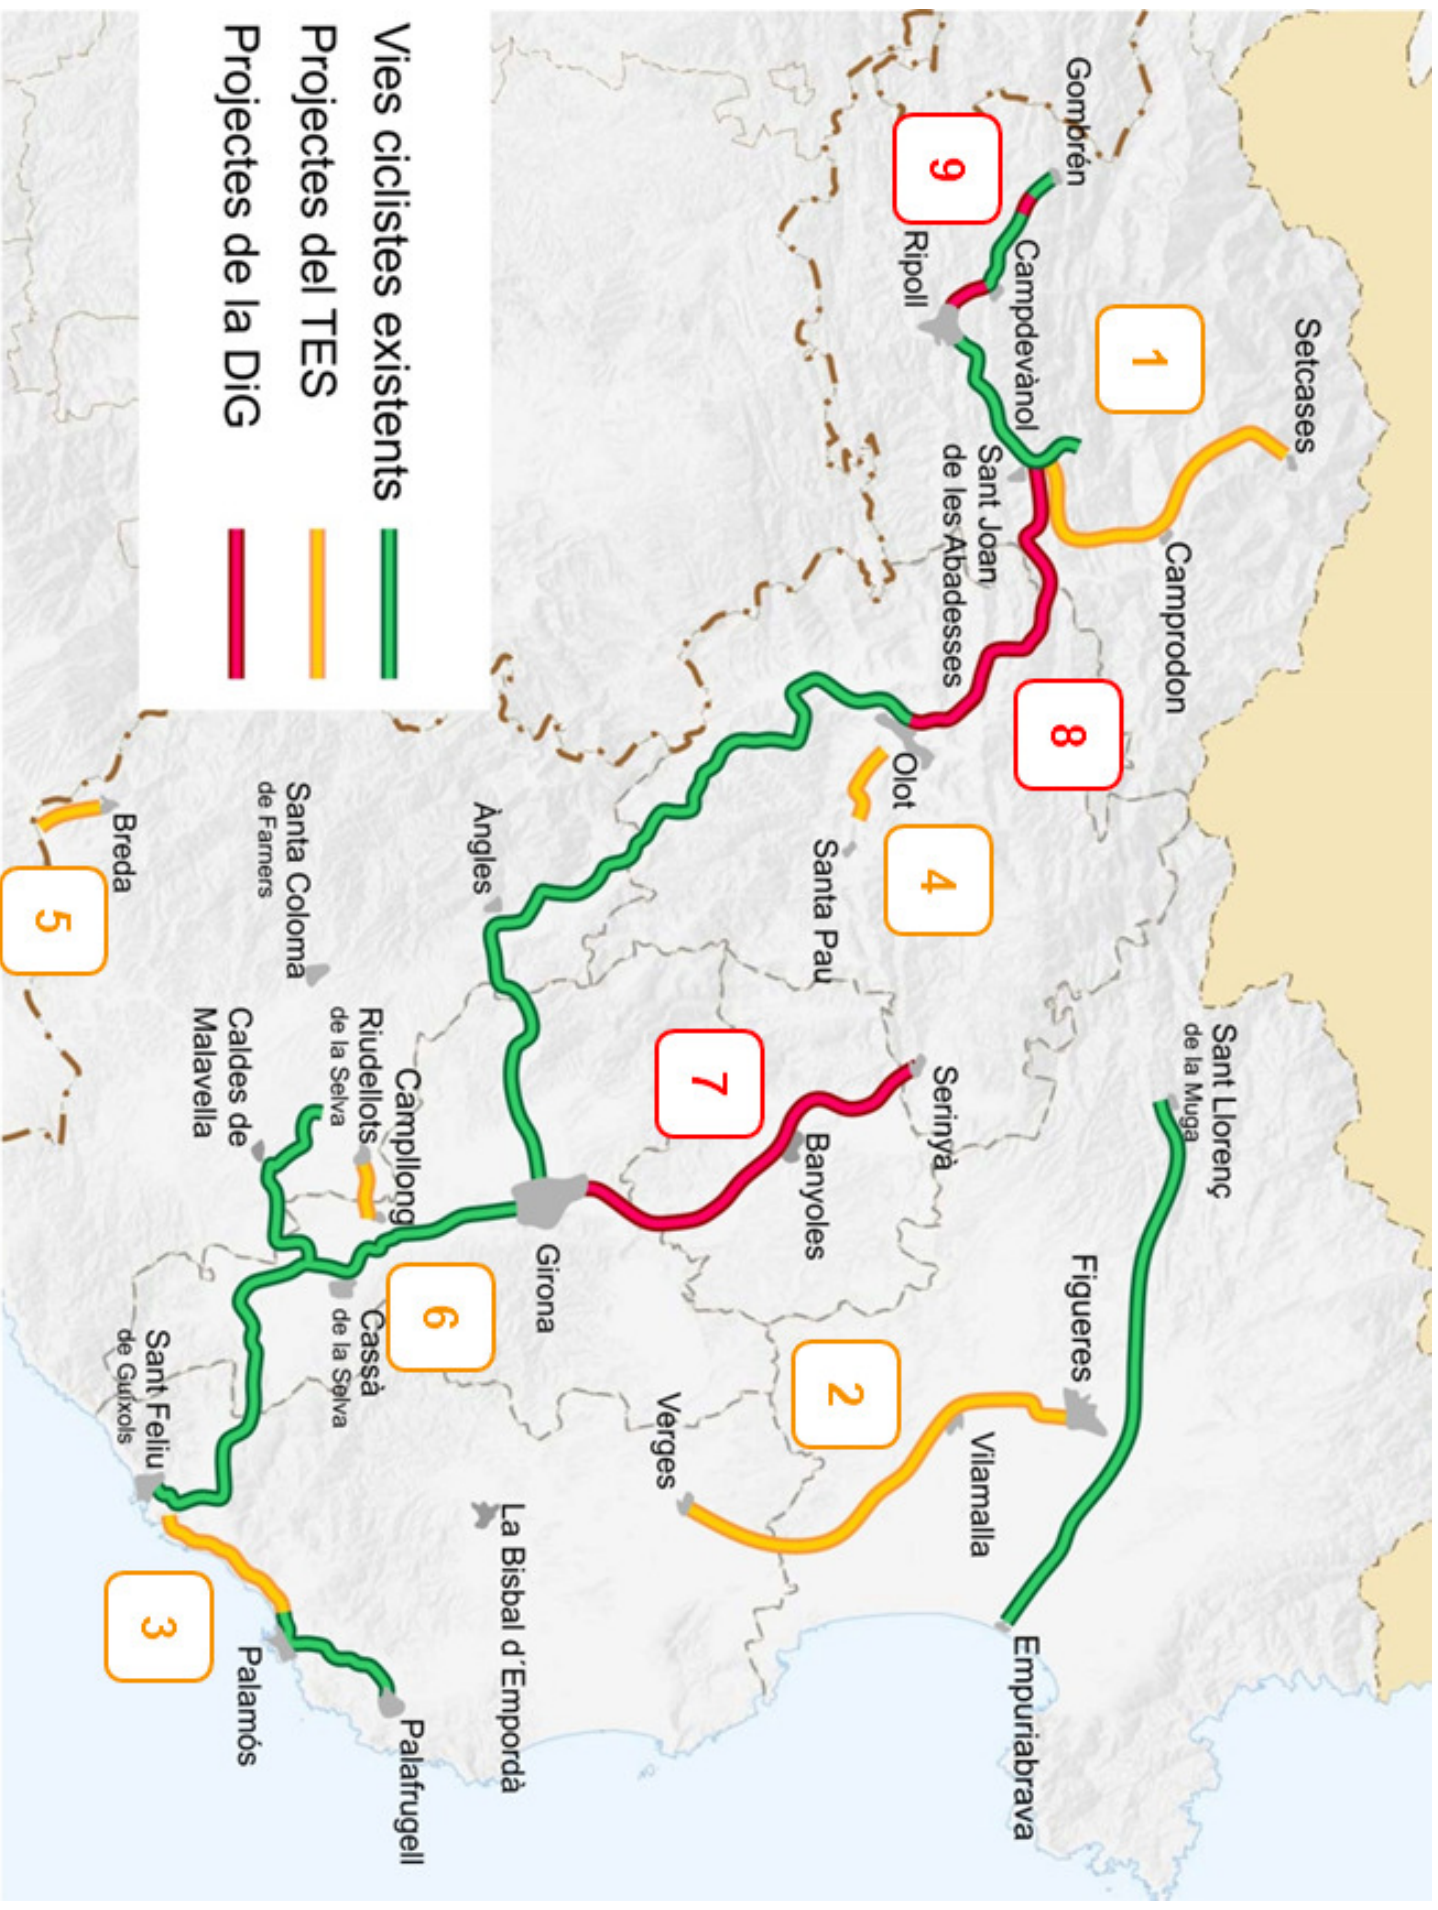 Setcases
Gombrén
1
Camprodon
9
Campdevànol
Ripoll
Sant Joan
de les Abadesses
8
Sant Llorenç
de la Muga
Olot
4
Santa Pau
Figueres
Serinyà
Empuriabrava
Vilamalla
7
Banyoles
2
Verges
Àngles
Girona
La Bisbal d´Empordà
6
Campllong
Riudellots
de la Selva
Cassà
de la Selva
Palafrugell
Santa Coloma
de Farners
Caldes de
Malavella
Palamós
Sant Feliu
de Guíxols
3
Breda
5
Vies ciclistes existents
Projectes del TES
Projectes de la DiG